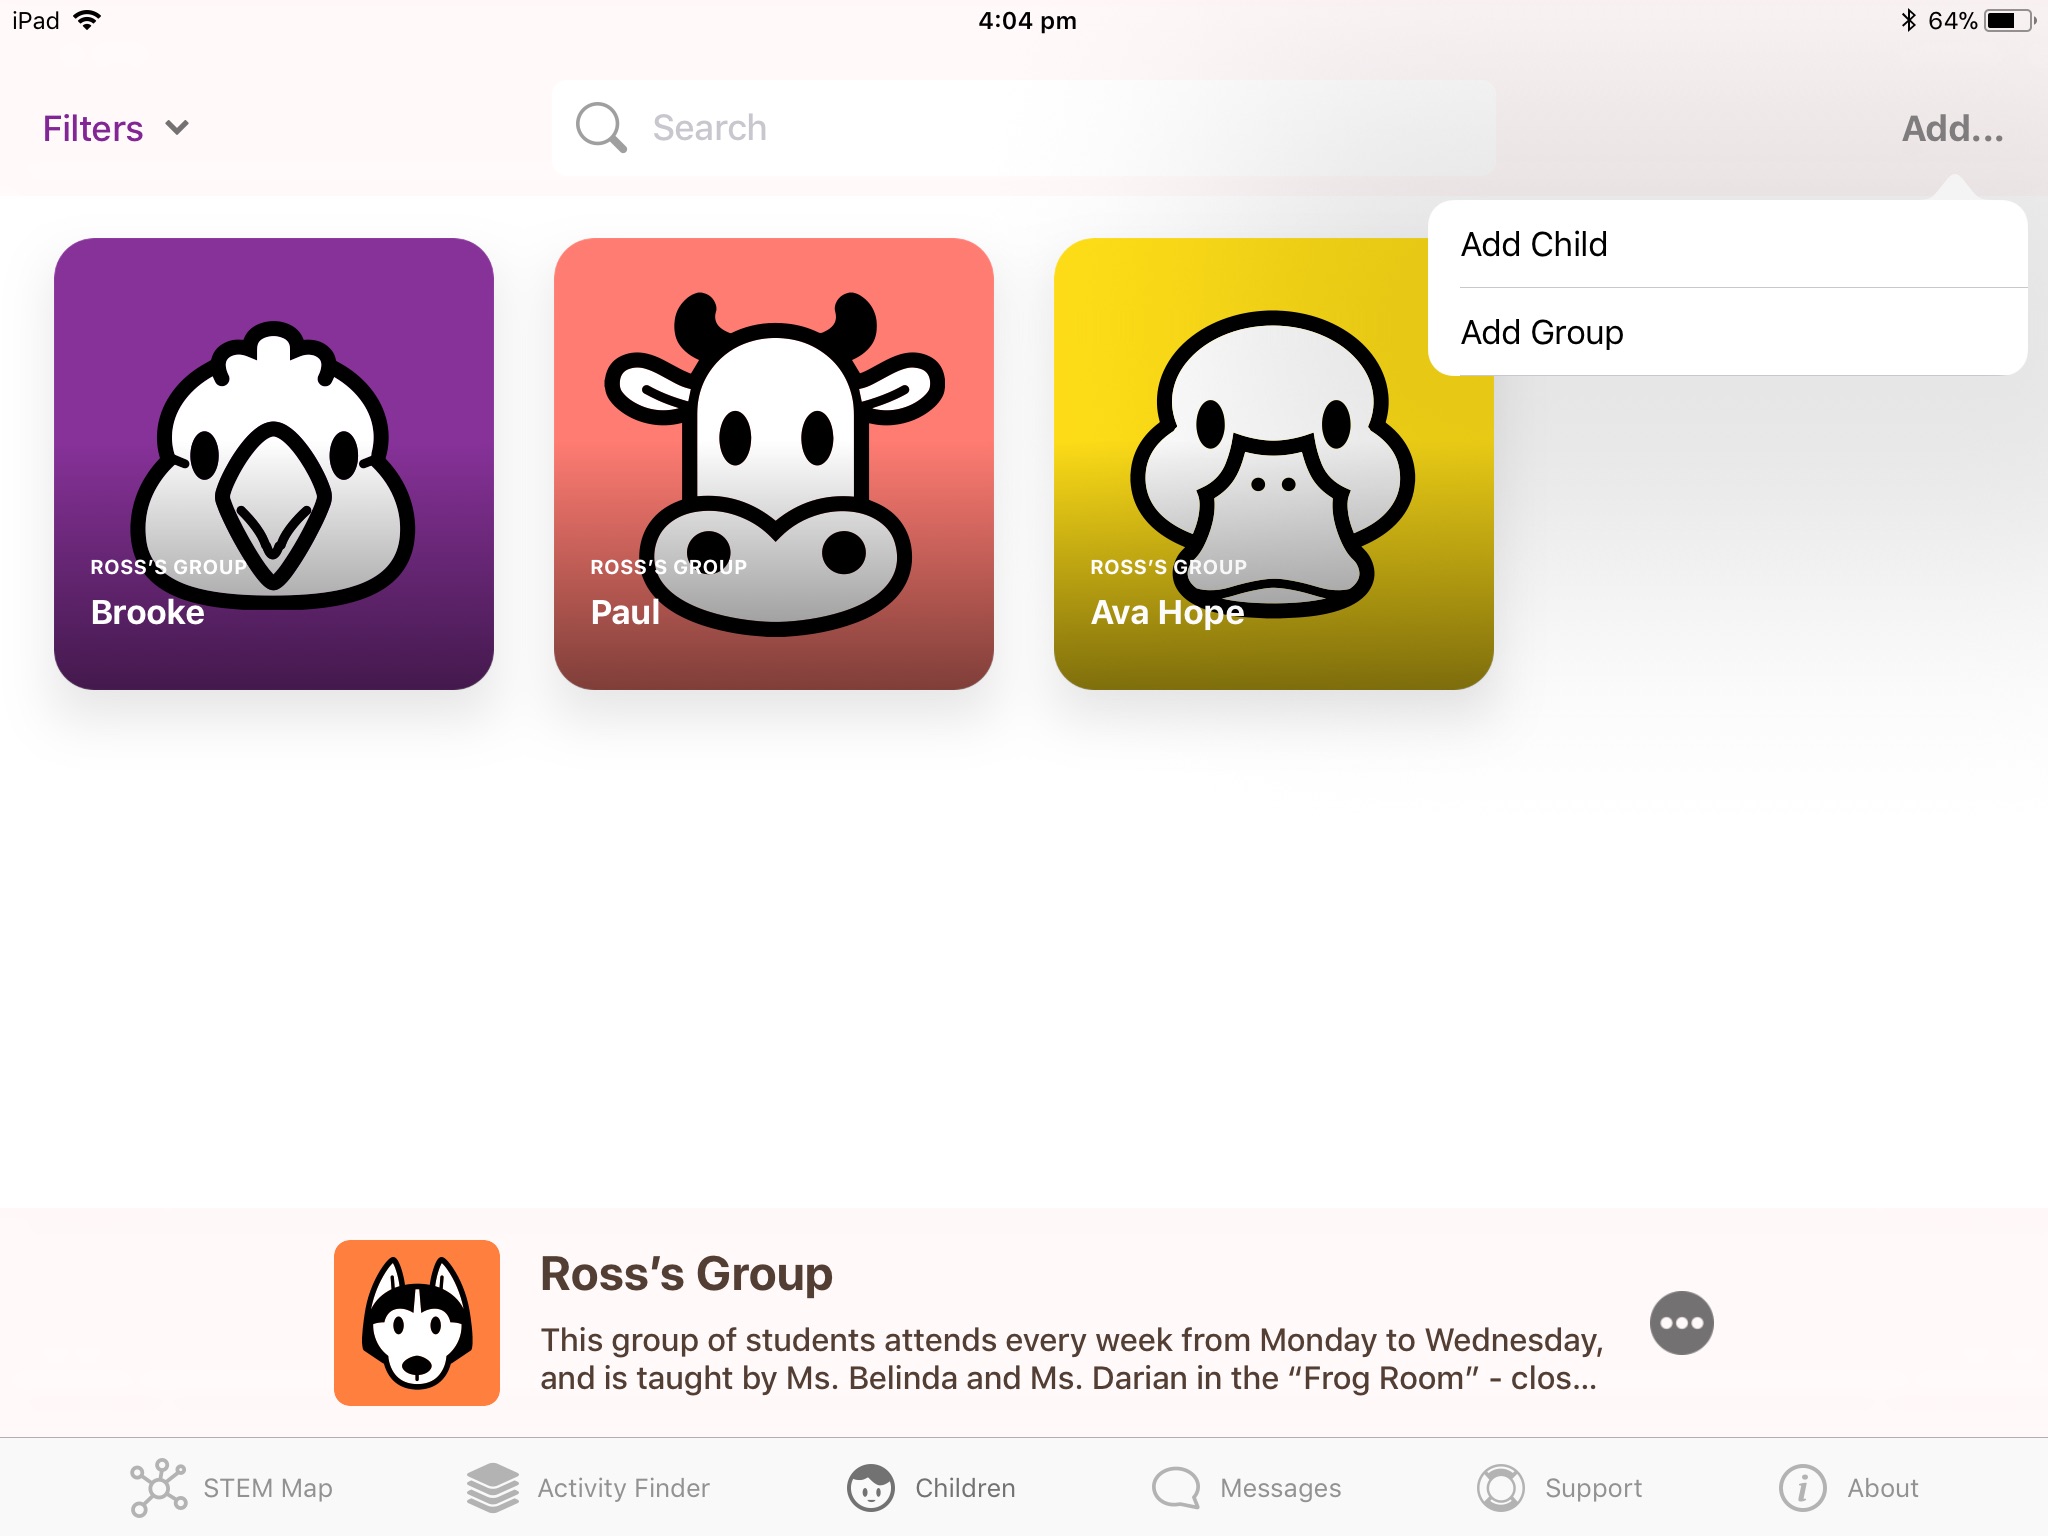 iPad
4:04 pm
64%
Filters
Search
Add...
Add Child
Add Group
ROSS’S GROUP
Brooke
ROSS’S GROUP
Paul
ROSS’S GROUP
Ava Hope
Ross’s Group
This group of students attends every week from Monday to Wednesday,
and is taught by Ms. Belinda and Ms. Darian in the “Frog Room” - clos...
STEM Map
Activity Finder
Children
Messages
Support
About